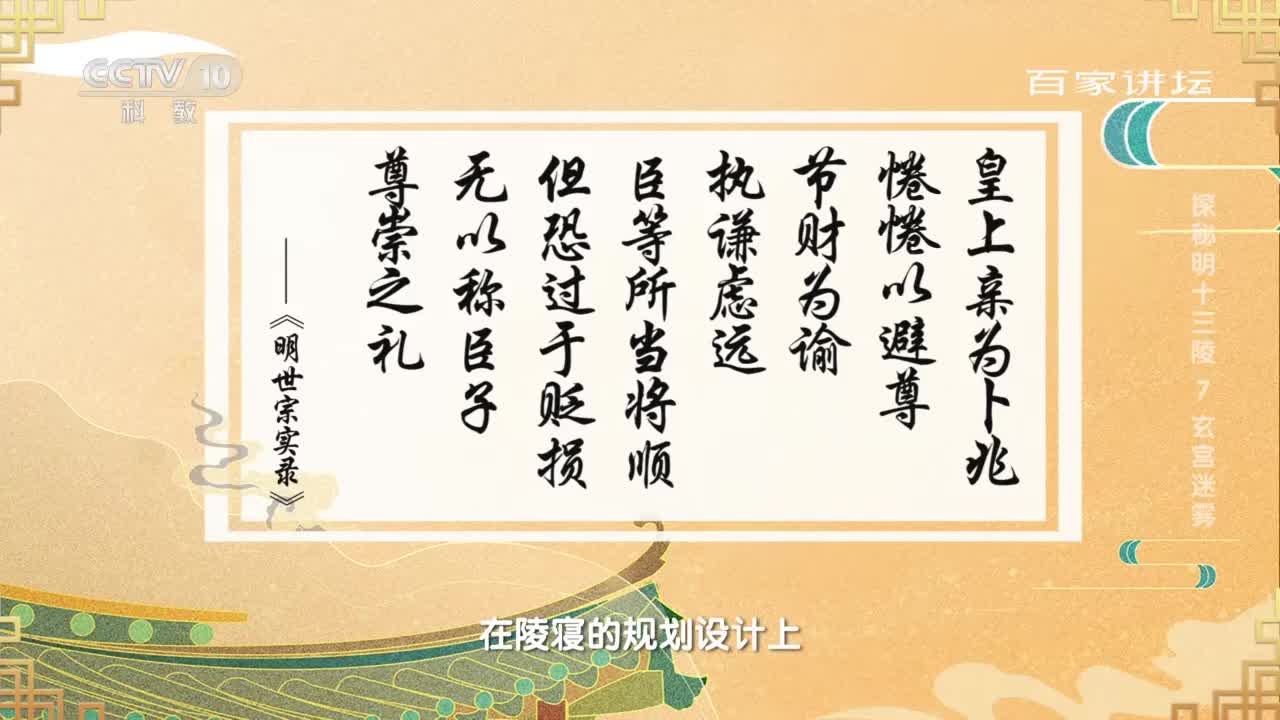 CCTV 10
科教
百家讲坛
皇上亲为卜兆
惓惓以避尊
节财为谕
执谦虑远
臣等所当将顺
但恐过于贬损
无以称臣子
尊崇之礼
——《明世宗实录》
探秘明十三陵 7 玄宫迷雾
在陵寝的规划设计上